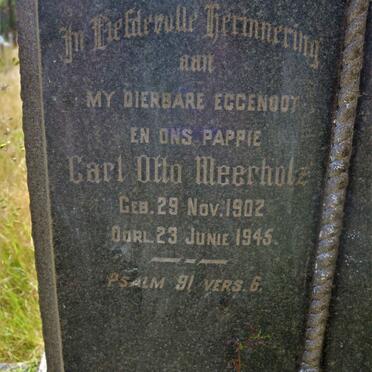 In Liefdevolle Herinnering
aan
MY DIERBARE EGGENOOT
EN ONS PAPPIE
Carl Otto Meerholz
GEB. 29 NOV. 1902
OORL. 23 JUNIE 1945.
PSALM 91 VERS. 6.